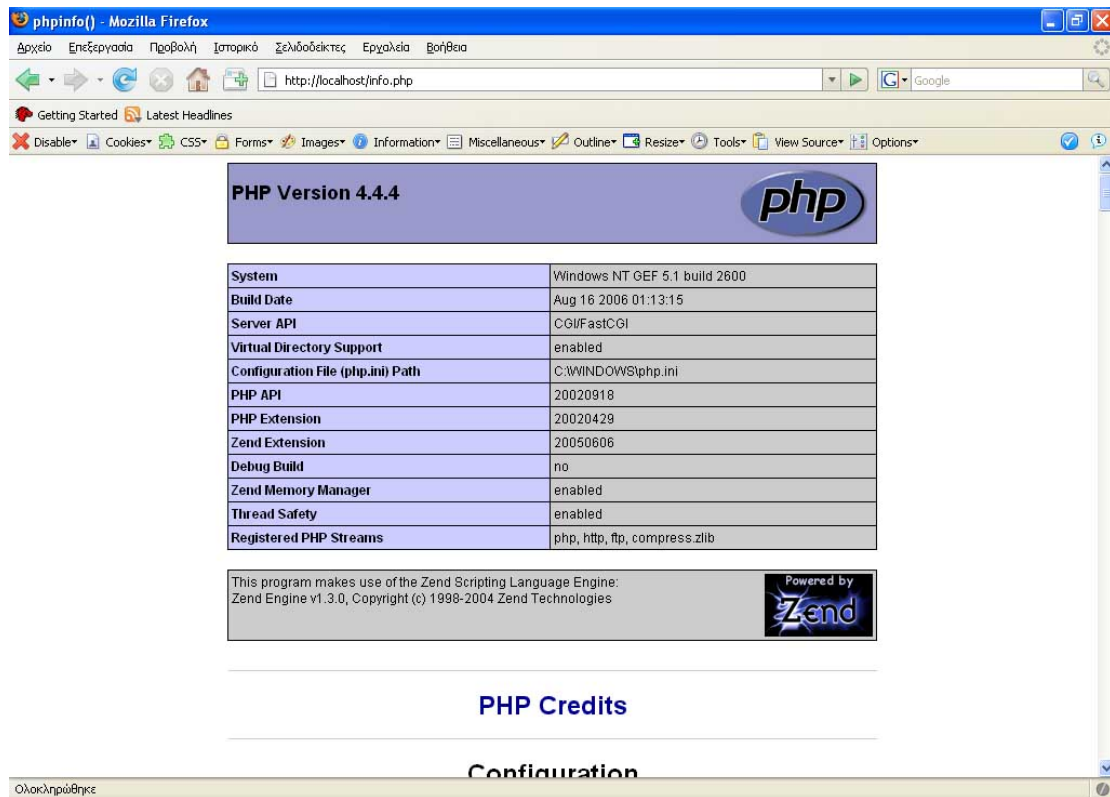 phpinfo() - Mozilla Firefox
Αρχείο Επεξεργασία Προβολή Ιστορικό Σελιδοδείκτες Εργαλεία Βοήθεια
http://localhost/info.php G Google
Getting Started Latest Headlines
Disable Cookies CSS Forms Images Information Miscellaneous Outline Resize Tools View Source Options
PHP Version 4.4.4
php
System Windows NT GEF 5.1 build 2600
Build Date Aug 16 2006 01:13:15
Server API CGI/FastCGI
Virtual Directory Support enabled
Configuration File (php.ini) Path C:\WINDOWS\php.ini
PHP API 20020918
PHP Extension 20020429
Zend Extension 20050606
Debug Build no
Zend Memory Manager enabled
Thread Safety enabled
Registered PHP Streams php, http, ftp, compress.zlib
This program makes use of the Zend Scripting Language Engine:
Zend Engine v1.3.0, Copyright (c) 1998-2004 Zend Technologies
Powered by
Zend
PHP Credits
Configuration
Ολοκληρώθηκε